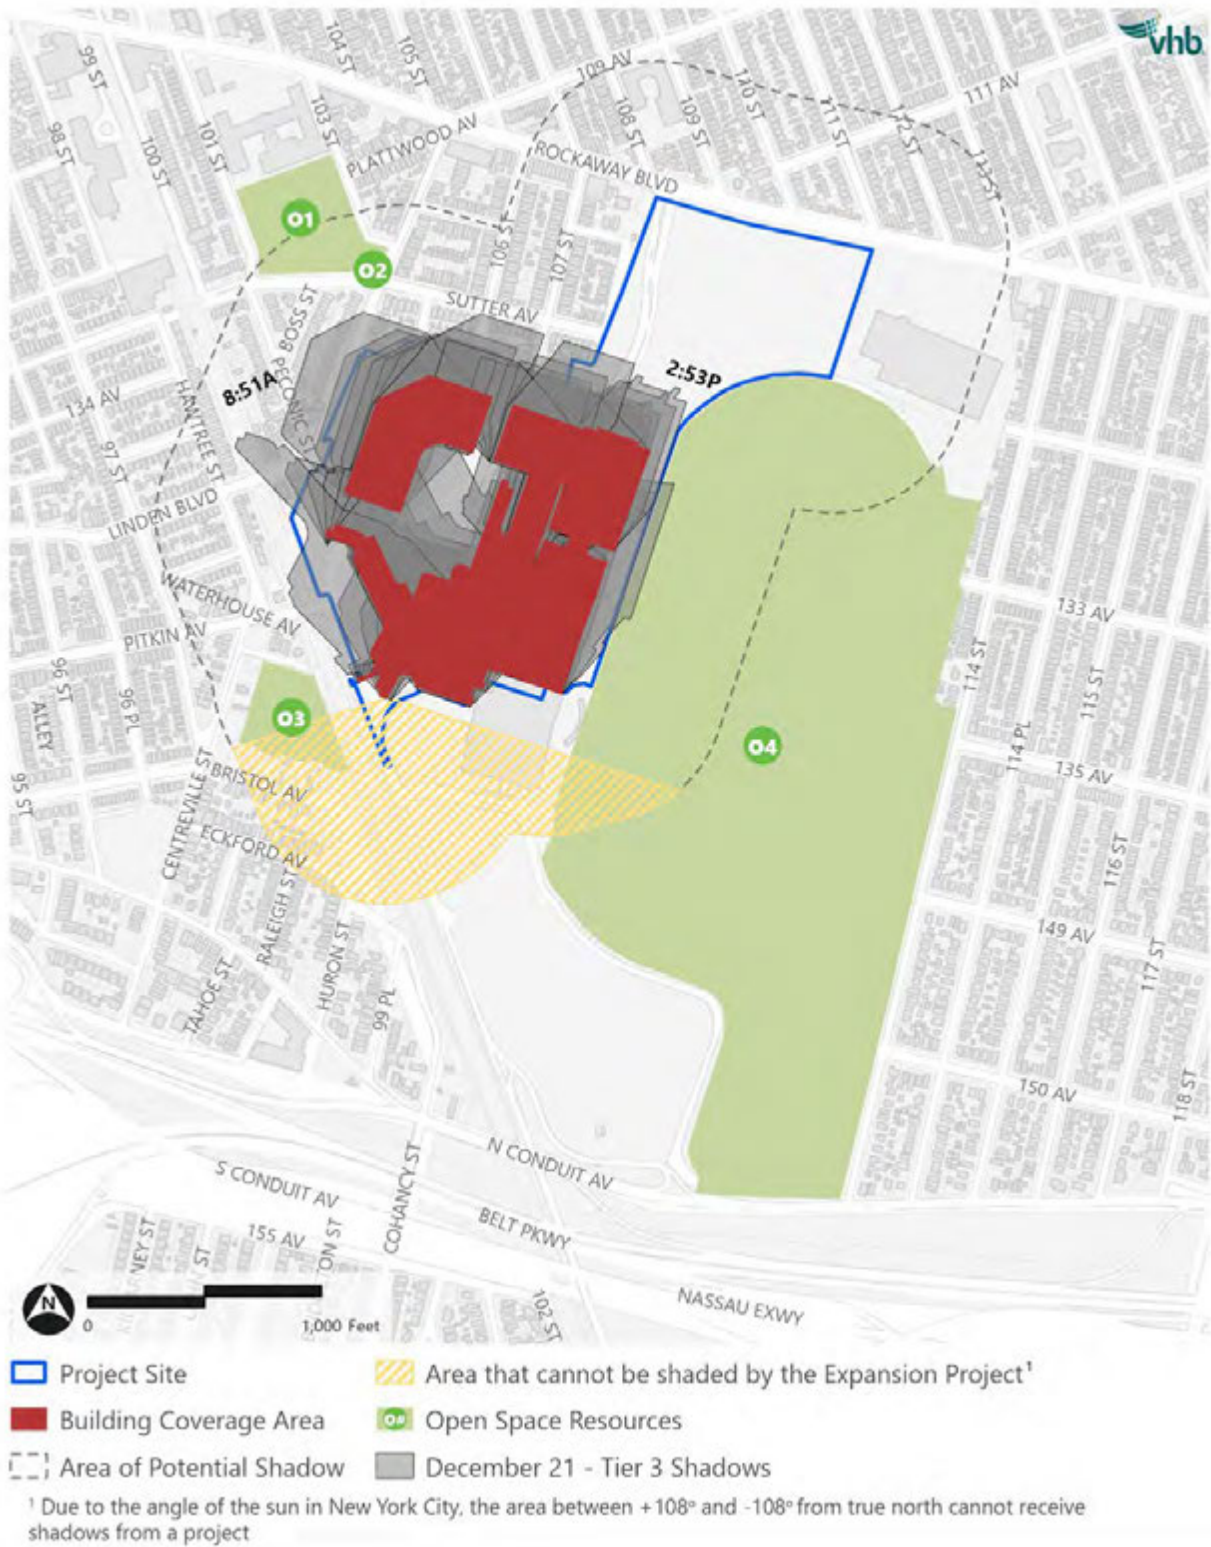 vhb
99 ST
104 ST
105 ST
109 AV
110 ST
111 AV
98 ST
100 ST
101 ST
103 ST
PLATTWOOD AV
108 ST
109 ST
111 ST
112 ST
113 ST
ROCKAWAY BLVD
O1
O2
106 ST
107 ST
SUTTER AV
BOSS ST
PECONIC ST
8:51A
2:53P
134 AV
HAWTREE ST
97 ST
LINDEN BLVD
WATERHOUSE AV
PITKIN AV
133 AV
96 ST
ALLEY
96 PL
114 ST
115 ST
O3
O4
114 PL
135 AV
95 ST
CENTREVILLE ST
BRISTOL AV
ECKFORD AV
RALEIGH ST
116 ST
HURON ST
149 AV
117 ST
TAHOE ST
99 PL
150 AV
118 ST
N CONDUIT AV
S CONDUIT AV
COHANCY ST
BELT PKWY
155 AV
NASSAU EXWY
102 ST
N
0
1,000 Feet
Project Site
Area that cannot be shaded by the Expansion Project¹
Building Coverage Area
O# Open Space Resources
Area of Potential Shadow
December 21 - Tier 3 Shadows
¹ Due to the angle of the sun in New York City, the area between +108° and -108° from true north cannot receive
shadows from a project